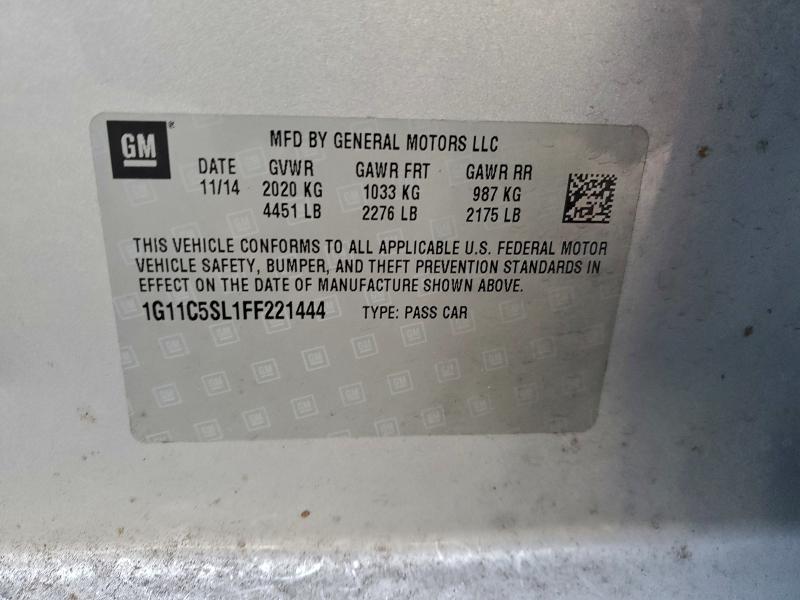 GM®
MFD BY GENERAL MOTORS LLC
DATE GVWR GAWR FRT GAWR RR
11/14 2020 KG 1033 KG 987 KG
4451 LB 2276 LB 2175 LB
THIS VEHICLE CONFORMS TO ALL APPLICABLE U.S. FEDERAL MOTOR
VEHICLE SAFETY, BUMPER, AND THEFT PREVENTION STANDARDS IN
EFFECT ON THE DATE OF MANUFACTURE SHOWN ABOVE.
1G11C5SL1FF221444 TYPE: PASS CAR